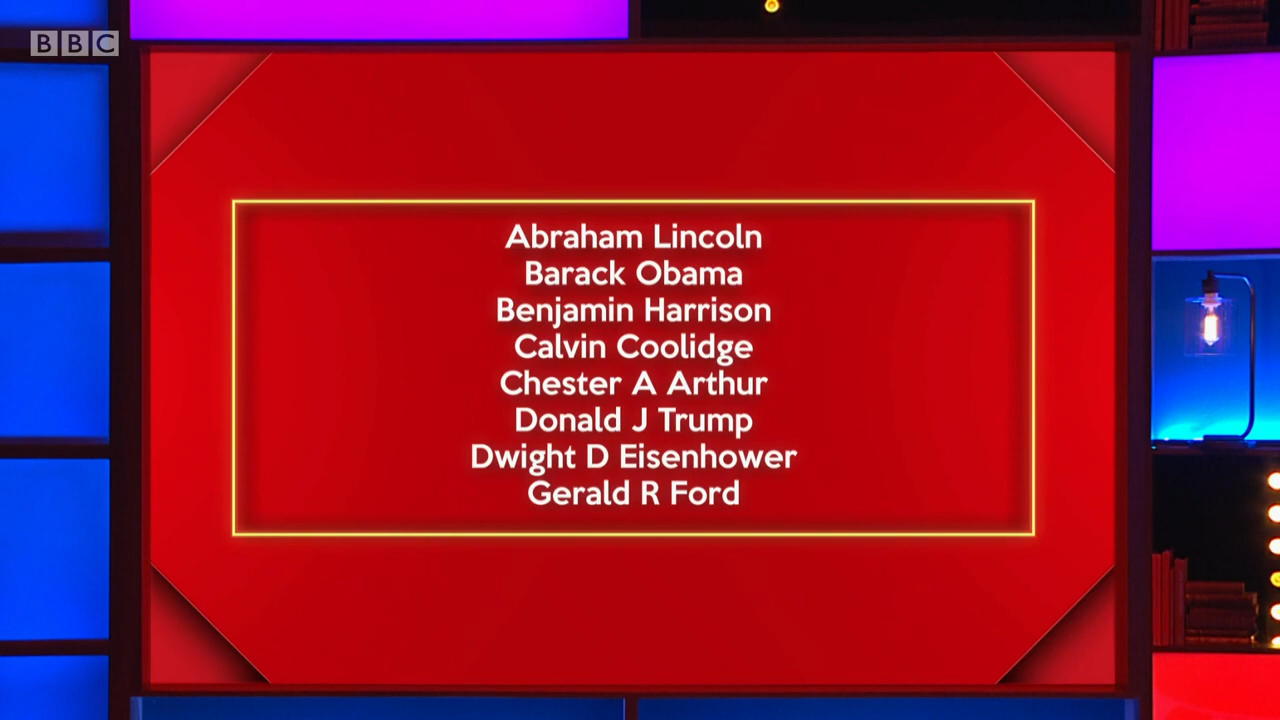 BBC
Abraham Lincoln
Barack Obama
Benjamin Harrison
Calvin Coolidge
Chester A Arthur
Donald J Trump
Dwight D Eisenhower
Gerald R Ford